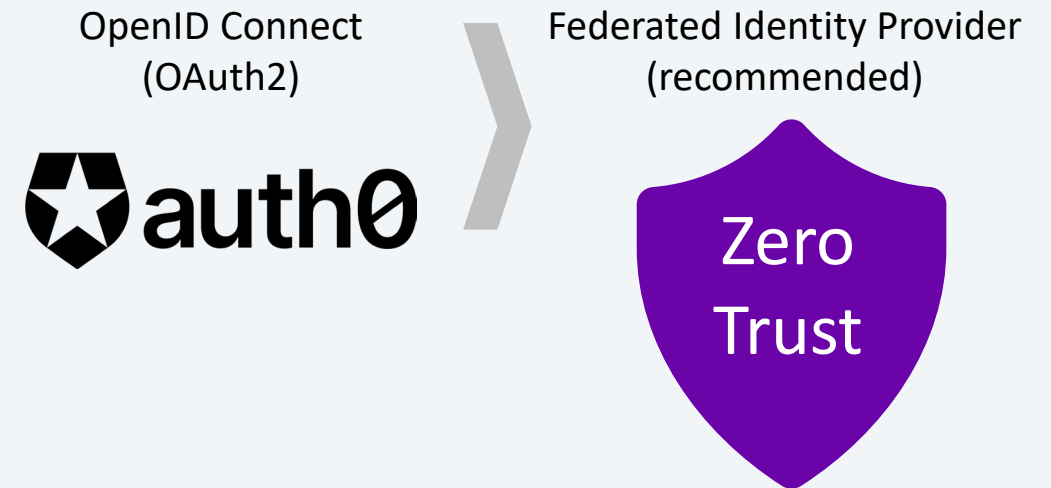 OpenID Connect
(OAuth2)
auth0
Federated Identity Provider
(recommended)
Zero
Trust